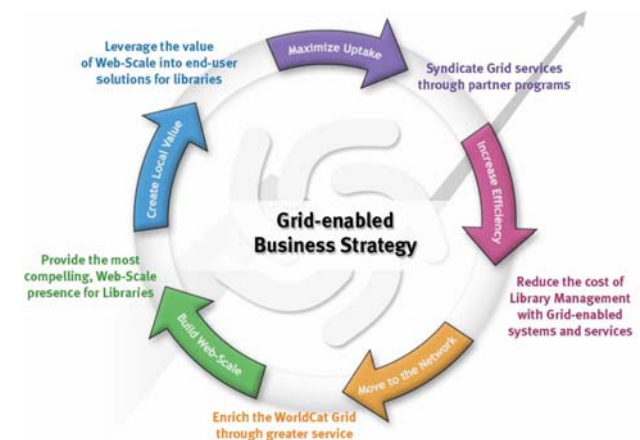 Maximize Uptake
Syndicate Grid services
through partner programs
Increase Efficiency
Reduce the cost of
Library Management
with Grid-enabled
systems and services
Move to the Network
Enrich the WorldCat Grid
through greater service
Build Web-Scale
Provide the most
compelling, Web-Scale
presence for Libraries
Create Local Value
Leverage the value
of Web-Scale into end-user
solutions for libraries
Grid-enabled
Business Strategy